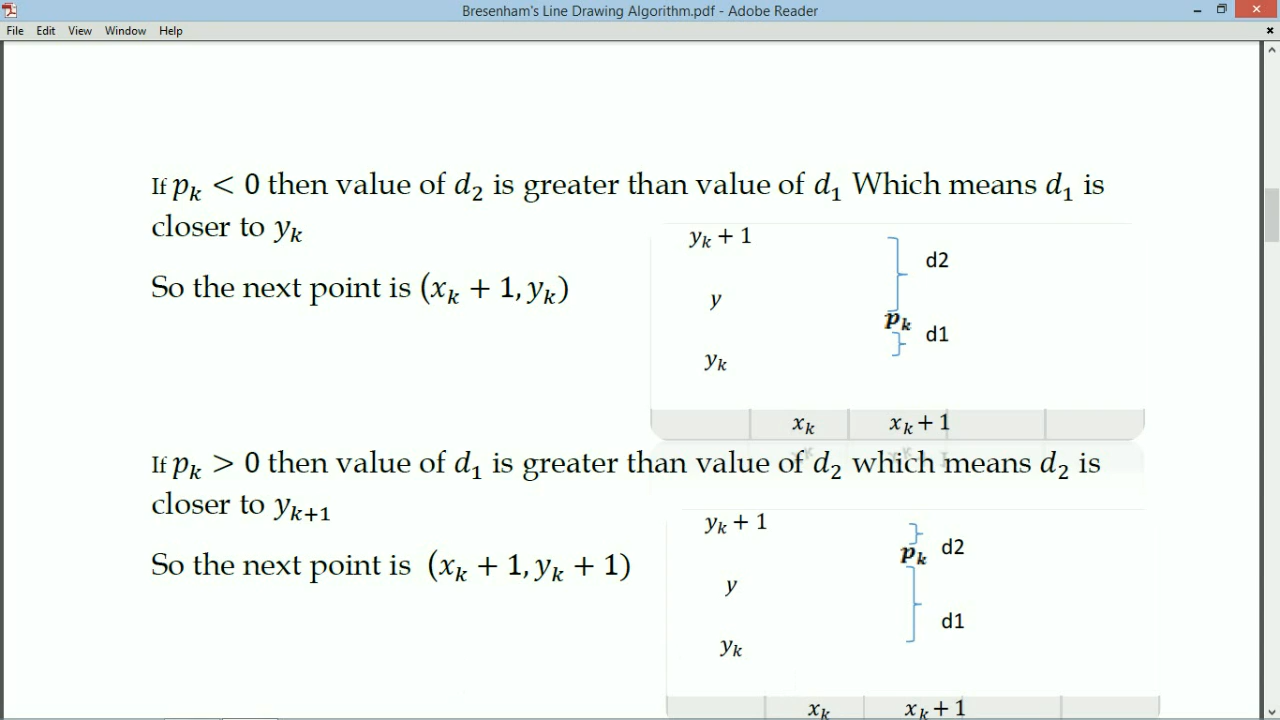 Bresenham's Line Drawing Algorithm.pdf - Adobe Reader
File Edit View Window Help
If pₖ < 0 then value of d₂ is greater than value of d₁ Which means d₁ is
closer to yₖ
So the next point is (xₖ + 1, yₖ)
yₖ + 1
d2
y
pₖ
d1
yₖ
xₖ
xₖ + 1
If pₖ > 0 then value of d₁ is greater than value of d₂ which means d₂ is
closer to yₖ₊₁
So the next point is (xₖ + 1, yₖ + 1)
yₖ + 1
d2
pₖ
y
d1
yₖ
xₖ
xₖ + 1